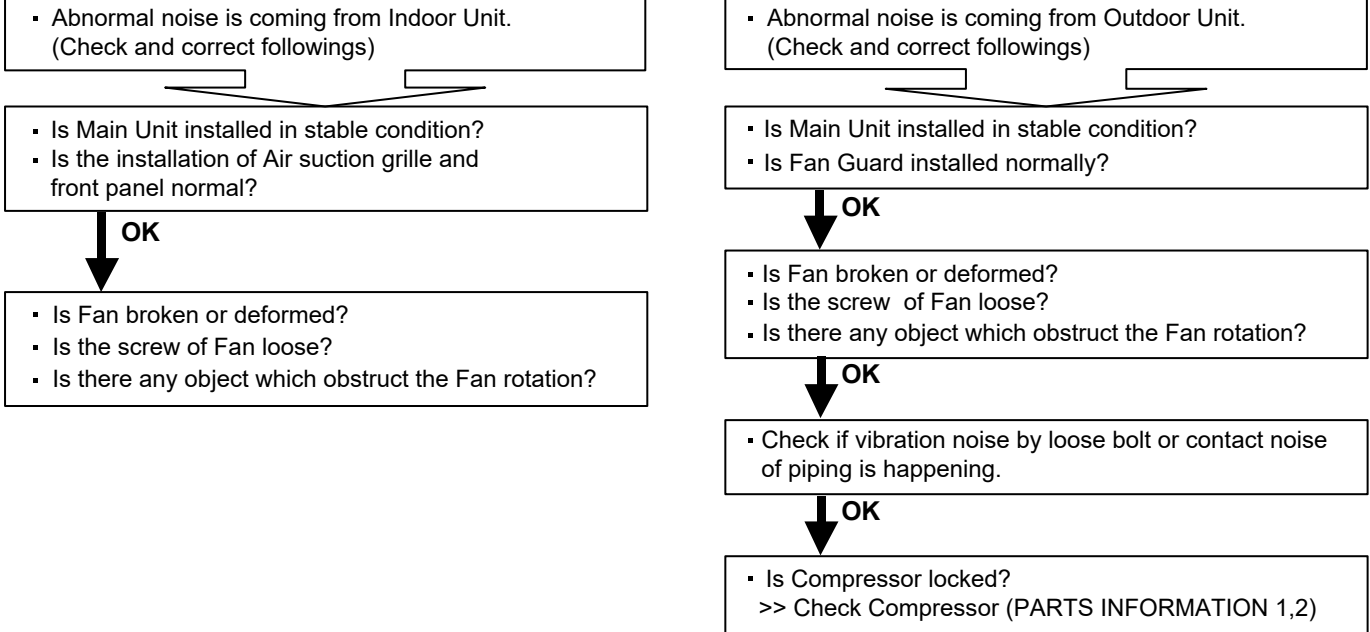 ▪ Abnormal noise is coming from Indoor Unit.
(Check and correct followings)
▪ Is Main Unit installed in stable condition?
▪ Is the installation of Air suction grille and
front panel normal?
OK
▪ Is Fan broken or deformed?
▪ Is the screw of Fan loose?
▪ Is there any object which obstruct the Fan rotation?
▪ Abnormal noise is coming from Outdoor Unit.
(Check and correct followings)
▪ Is Main Unit installed in stable condition?
▪ Is Fan Guard installed normally?
OK
▪ Is Fan broken or deformed?
▪ Is the screw of Fan loose?
▪ Is there any object which obstruct the Fan rotation?
OK
▪ Check if vibration noise by loose bolt or contact noise
of piping is happening.
OK
▪ Is Compressor locked?
>> Check Compressor (PARTS INFORMATION 1,2)